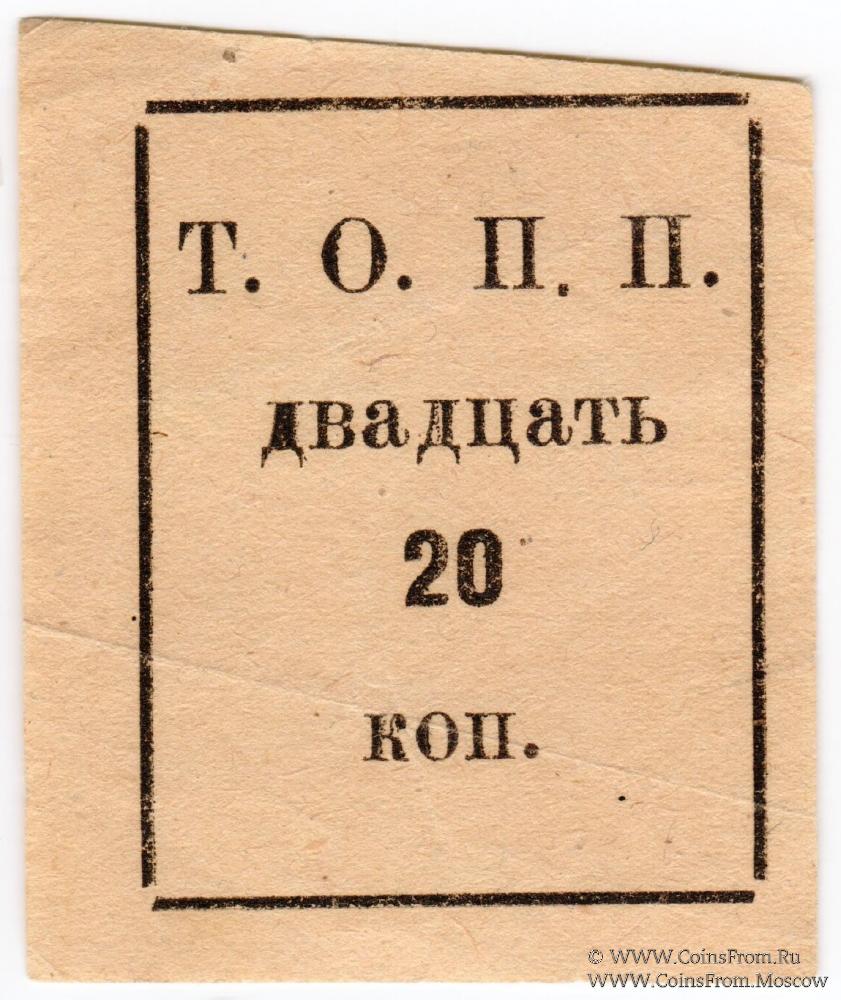 Т. О. П. П.
двадцать
20
коп.
© WWW.CoinsFrom.Ru
WWW.CoinsFrom.Moscow